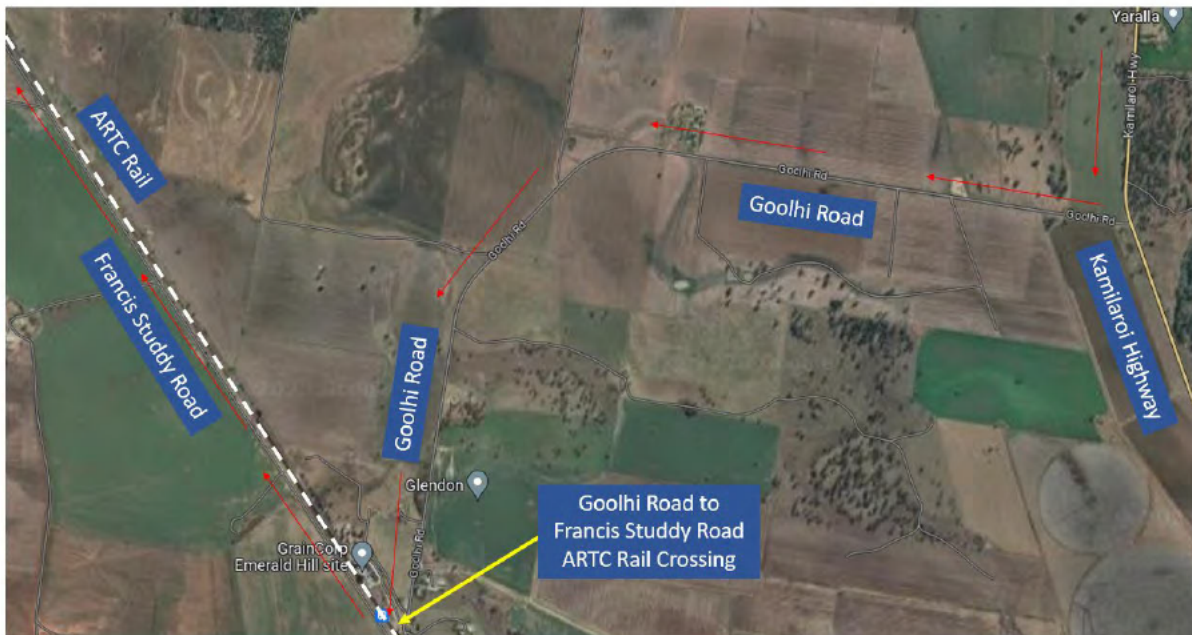 Yaralla
Kamilaroi-Hwy
ARTC Rail
Goolhi Rd
Goolhi Rd
Goolhi Road
Goolhi Rd
Francis Studdy Road
Kamilaroi Highway
Goolhi Road
Glendon
Goolhi Road to
Francis Studdy Road
ARTC Rail Crossing
Goolhi Rd
GrainCorp
Emerald Hill site